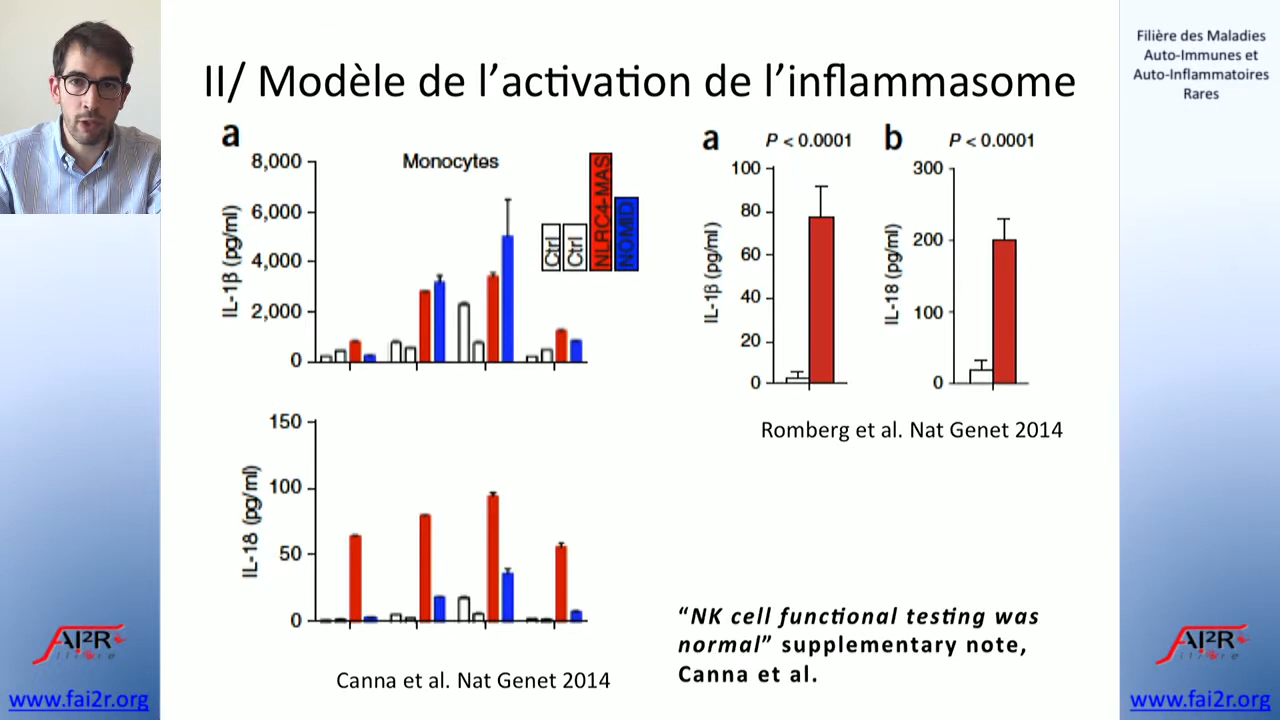 II/ Modèle de l’activation de l’inflammasome
Filière des Maladies
Auto-Immunes et
Auto-Inflammatoires
Rares
a
Monocytes
IL-1β (pg/ml)
8,000
6,000
4,000
2,000
0
Ctrl
Ctrl
NLRC4-MAS
NOMID
IL-18 (pg/ml)
150
100
50
0
Canna et al. Nat Genet 2014
a
P < 0.0001
IL-1β (pg/ml)
100
80
60
40
20
0
b
P < 0.0001
IL-18 (pg/ml)
300
200
100
0
Romberg et al. Nat Genet 2014
“NK cell functional testing was
normal” supplementary note,
Canna et al.
FAI²R
filière
www.fai2r.org
FAI²R
filière
www.fai2r.org